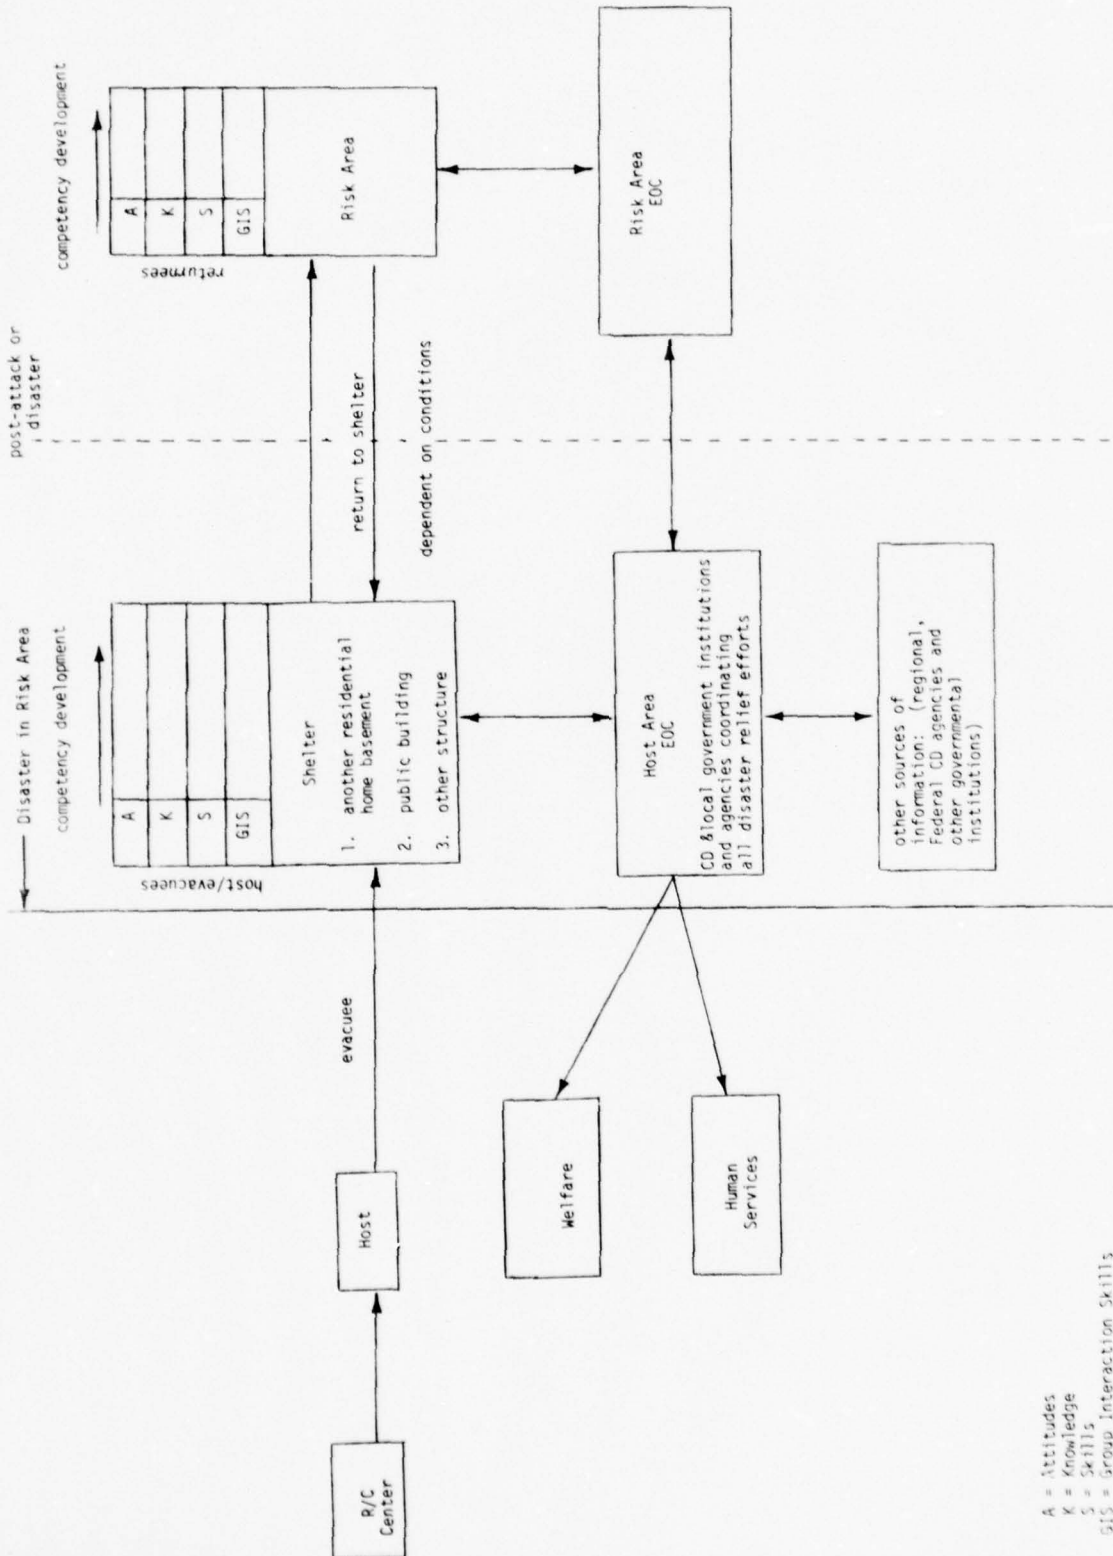 Disaster in Risk Area
post-attack or
disaster
competency development
competency development
host/evacuees
A
K
S
GIS
returnees
A
K
S
GIS
R/C
Center
Host
evacuee
Shelter
1. another residential
home basement
2. public building
3. other structure
return to shelter
dependent on conditions
Risk Area
Welfare
Human
Services
Host Area
EOC
CD &local government institutions
and agencies coordinating
all disaster relief efforts
Risk Area
EOC
other sources of
information: (regional,
Federal CD agencies and
other governmental
institutions)
A = Attitudes
K = Knowledge
S = Skills
GIS = Group Interaction Skills